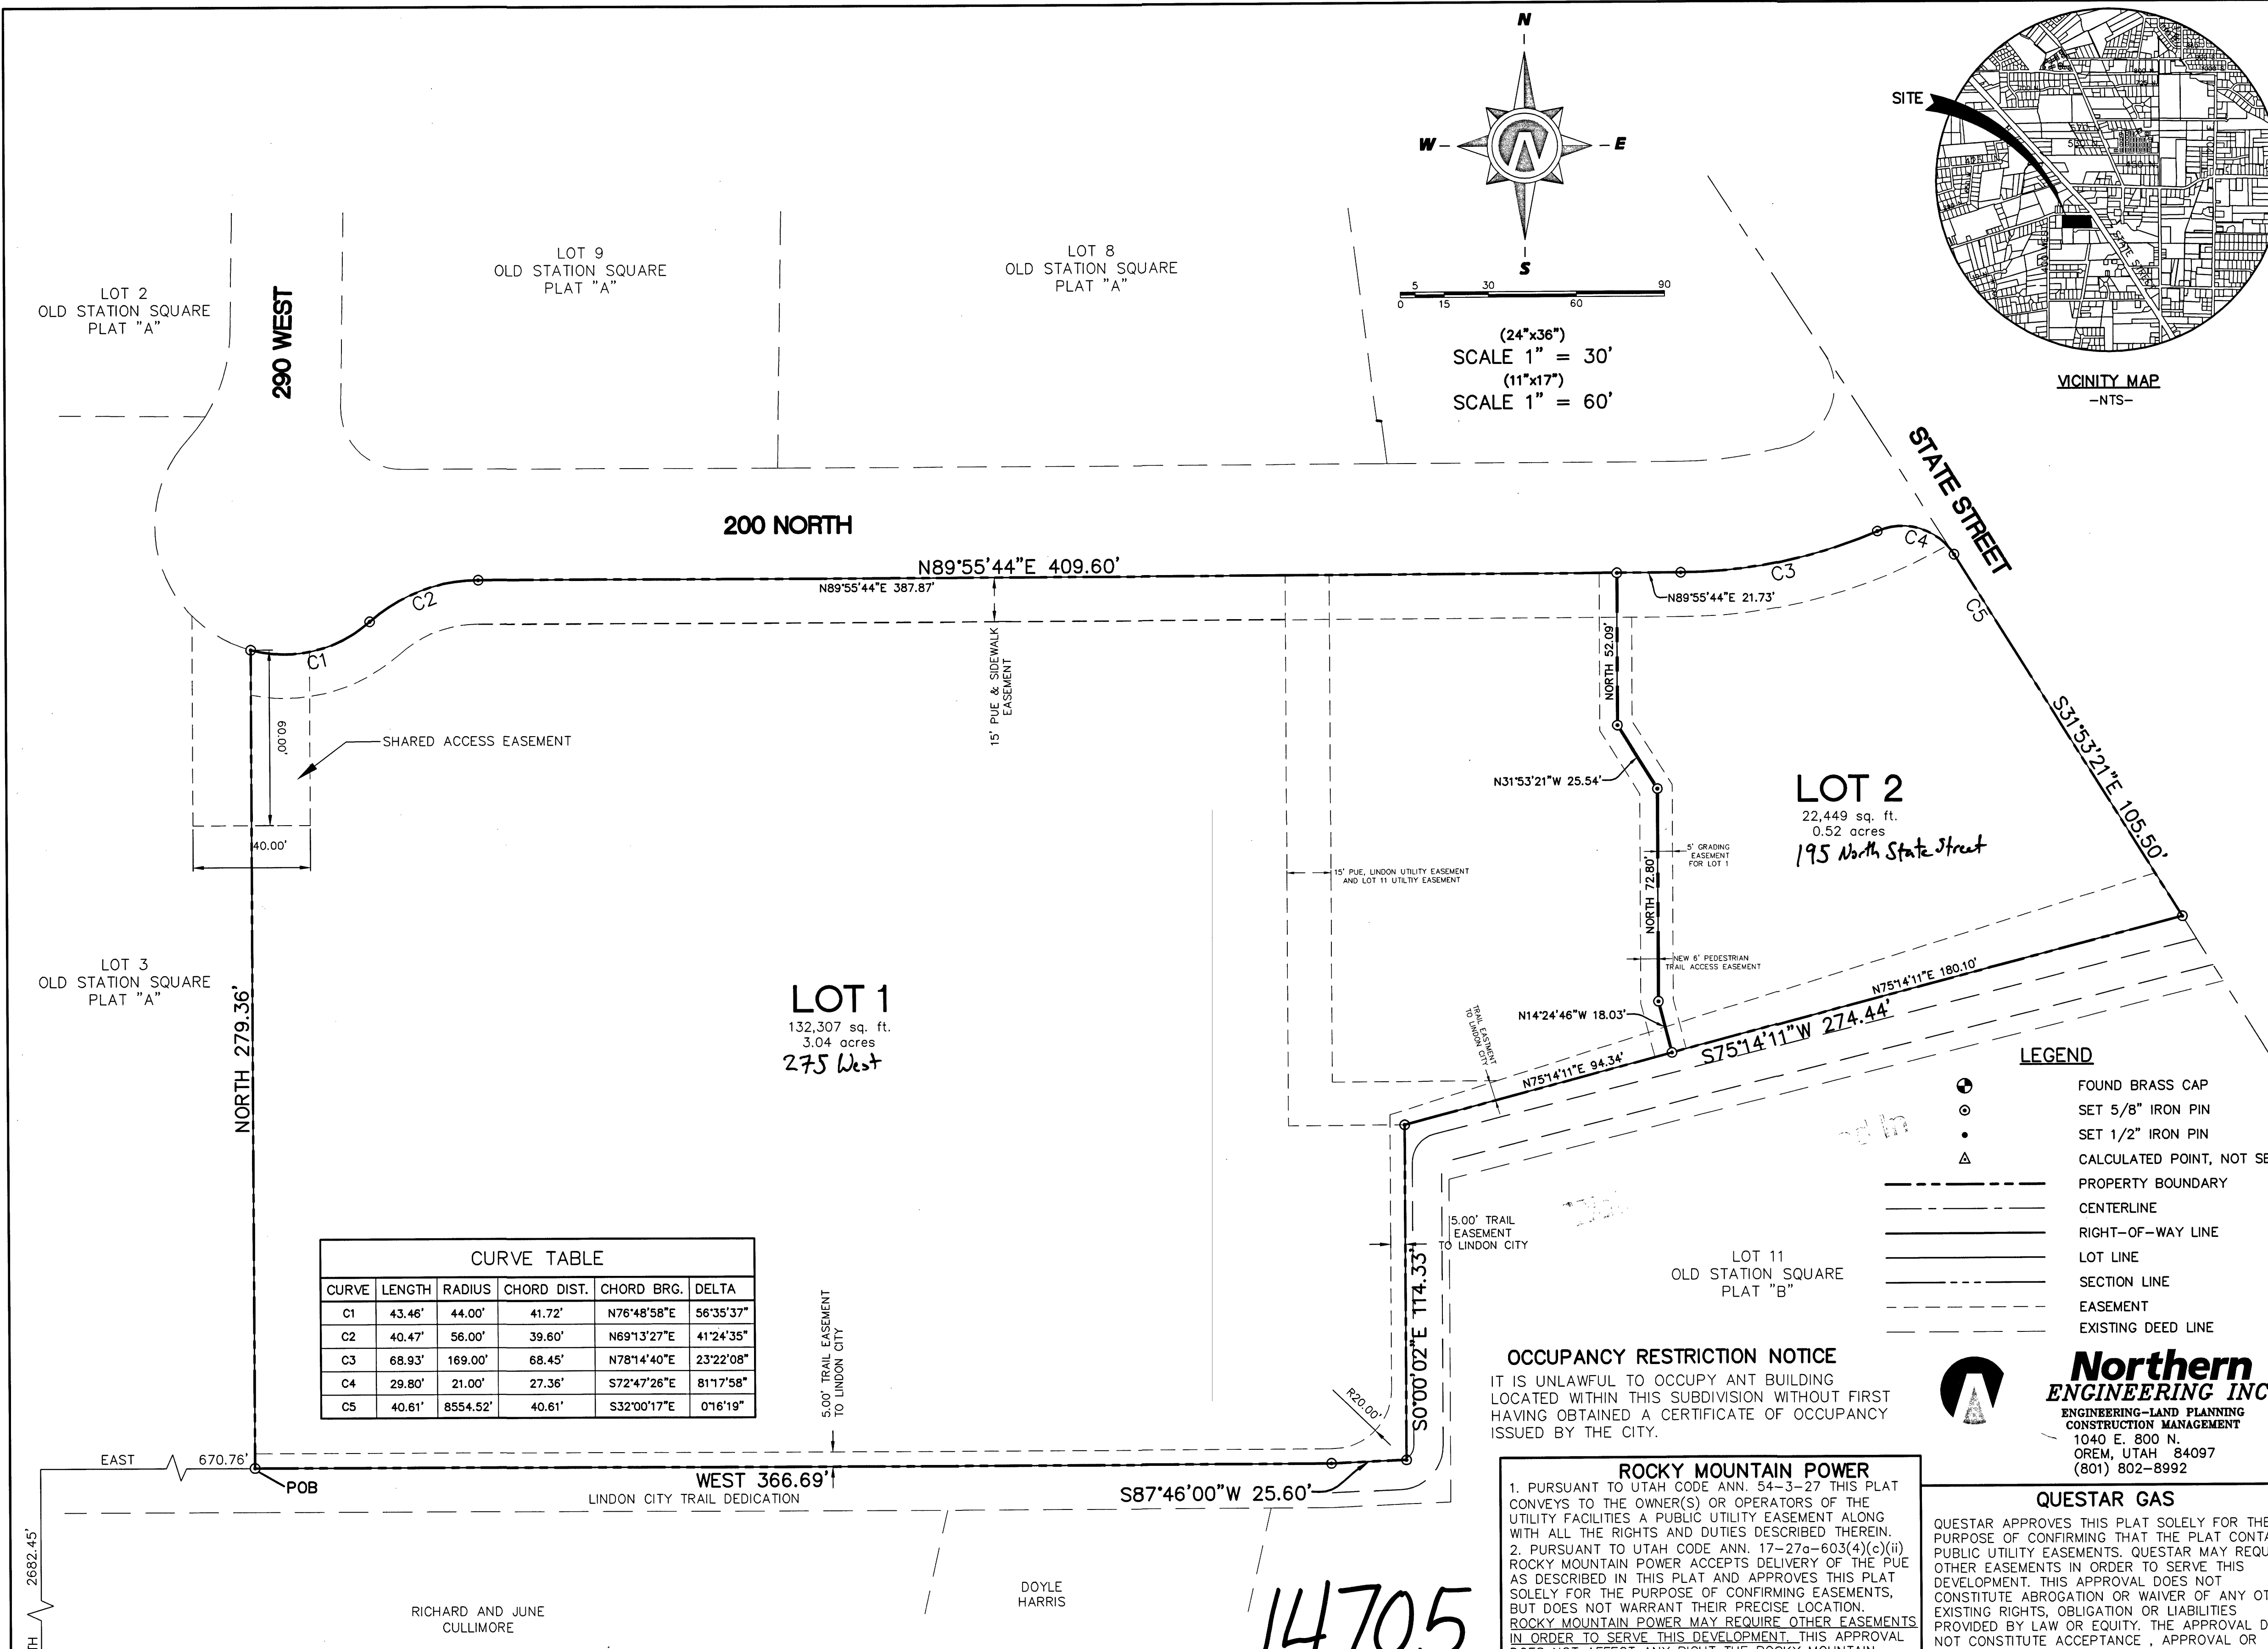 N
W
E
S
5 30 90
0 15 60
(24"x36")
SCALE 1" = 30'
(11"x17")
SCALE 1" = 60'
SITE
STATE STREET
VICINITY MAP
-NTS-
LOT 2
OLD STATION SQUARE
PLAT "A"
290 WEST
LOT 9
OLD STATION SQUARE
PLAT "A"
LOT 8
OLD STATION SQUARE
PLAT "A"
STATE STREET
200 NORTH
N89°55'44"E 409.60'
N89°55'44"E 387.87'
N89°55'44"E 21.73'
C1
C2
C3
C4
C5
15' PUE & SIDEWALK
EASEMENT
60.00'
SHARED ACCESS EASEMENT
40.00'
NORTH 52.09'
N31°53'21"W 25.54'
S31°53'21"E 105.50'
LOT 2
22,449 sq. ft.
0.52 acres
195 North State Street
5' GRADING
EASEMENT
FOR LOT 1
15' PUE, LINDON UTILITY EASEMENT
AND LOT 11 UTILTIY EASEMENT
NORTH 72.80'
NEW 6' PEDESTRIAN
TRAIL ACCESS EASEMENT
N14°24'46"W 18.03'
N75°14'11"E 180.10'
S75°14'11"W 274.44'
N75°14'11"E 94.34'
TRAIL EASTMENT
TO LINDON CITY
LOT 3
OLD STATION SQUARE
PLAT "A"
NORTH 279.36'
LOT 1
132,307 sq. ft.
3.04 acres
275 West
LEGEND
FOUND BRASS CAP
SET 5/8" IRON PIN
SET 1/2" IRON PIN
CALCULATED POINT, NOT SE
PROPERTY BOUNDARY
CENTERLINE
RIGHT-OF-WAY LINE
LOT LINE
SECTION LINE
EASEMENT
EXISTING DEED LINE
5.00' TRAIL
EASEMENT
TO LINDON CITY
S0°00'02"E 114.33'
LOT 11
OLD STATION SQUARE
PLAT "B"
CURVE TABLE
CURVE LENGTH RADIUS CHORD DIST. CHORD BRG. DELTA
C1 43.46' 44.00' 41.72' N76°48'58"E 56°35'37"
C2 40.47' 56.00' 39.60' N69°13'27"E 41°24'35"
C3 68.93' 169.00' 68.45' N78°14'40"E 23°22'08"
C4 29.80' 21.00' 27.36' S72°47'26"E 81°17'58"
C5 40.61' 8554.52' 40.61' S32°00'17"E 0°16'19"
5.00' TRAIL EASEMENT
TO LINDON CITY
R20.00'
EAST 670.76'
POB
WEST 366.69'
LINDON CITY TRAIL DEDICATION
S87°46'00"W 25.60'
2682.45'
TH
RICHARD AND JUNE
CULLIMORE
DOYLE
HARRIS
14705
OCCUPANCY RESTRICTION NOTICE
IT IS UNLAWFUL TO OCCUPY ANT BUILDING
LOCATED WITHIN THIS SUBDIVISION WITHOUT FIRST
HAVING OBTAINED A CERTIFICATE OF OCCUPANCY
ISSUED BY THE CITY.
Northern
ENGINEERING INC
ENGINEERING-LAND PLANNING
CONSTRUCTION MANAGEMENT
1040 E. 800 N.
OREM, UTAH 84097
(801) 802-8992
ROCKY MOUNTAIN POWER
1. PURSUANT TO UTAH CODE ANN. 54-3-27 THIS PLAT
CONVEYS TO THE OWNER(S) OR OPERATORS OF THE
UTILITY FACILITIES A PUBLIC UTILITY EASEMENT ALONG
WITH ALL THE RIGHTS AND DUTIES DESCRIBED THEREIN.
2. PURSUANT TO UTAH CODE ANN. 17-27a-603(4)(c)(ii)
ROCKY MOUNTAIN POWER ACCEPTS DELIVERY OF THE PUE
AS DESCRIBED IN THIS PLAT AND APPROVES THIS PLAT
SOLELY FOR THE PURPOSE OF CONFIRMING EASEMENTS,
BUT DOES NOT WARRANT THEIR PRECISE LOCATION.
ROCKY MOUNTAIN POWER MAY REQUIRE OTHER EASEMENTS
IN ORDER TO SERVE THIS DEVELOPMENT. THIS APPROVAL
DOES NOT AFFECT ANY RIGHT THE ROCKY MOUNTAIN
QUESTAR GAS
QUESTAR APPROVES THIS PLAT SOLELY FOR THE
PURPOSE OF CONFIRMING THAT THE PLAT CONTA
PUBLIC UTILITY EASEMENTS. QUESTAR MAY REQU
OTHER EASEMENTS IN ORDER TO SERVE THIS
DEVELOPMENT. THIS APPROVAL DOES NOT
CONSTITUTE ABROGATION OR WAIVER OF ANY OT
EXISTING RIGHTS, OBLIGATION OR LIABILITIES
PROVIDED BY LAW OR EQUITY. THE APPROVAL D
NOT CONSTITUTE ACCEPTANCE , APPROVAL OR